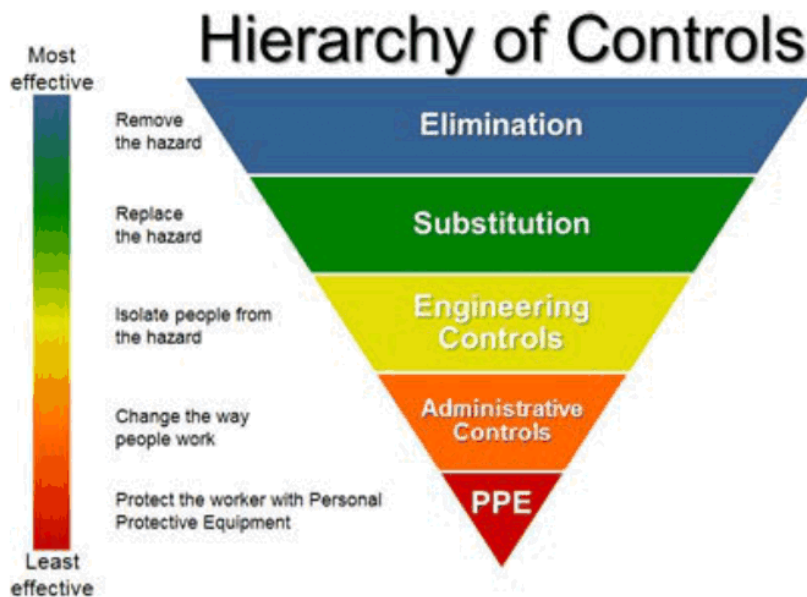 Hierarchy of Controls
Most
effective
Remove
the hazard
Elimination
Replace
the hazard
Substitution
Isolate people from
the hazard
Engineering
Controls
Change the way
people work
Administrative
Controls
Protect the worker with Personal
Protective Equipment
PPE
Least
effective